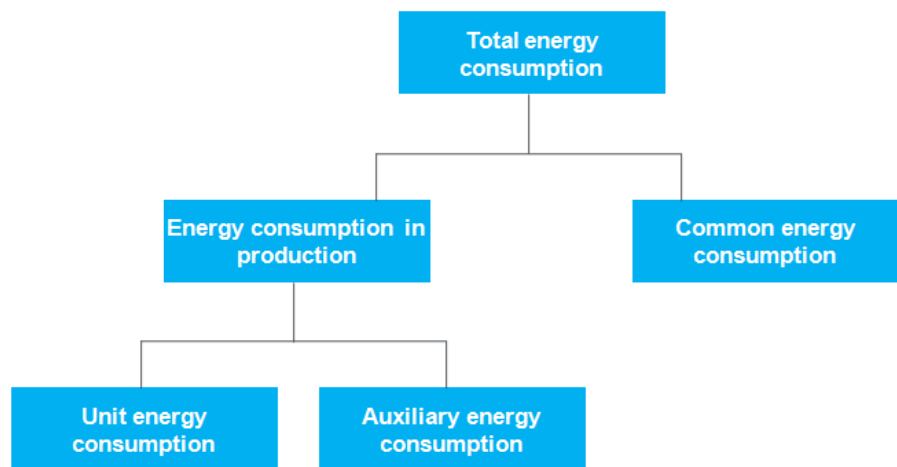 Total energy
consumption
Energy consumption in
production
Common energy
consumption
Unit energy
consumption
Auxiliary energy
consumption